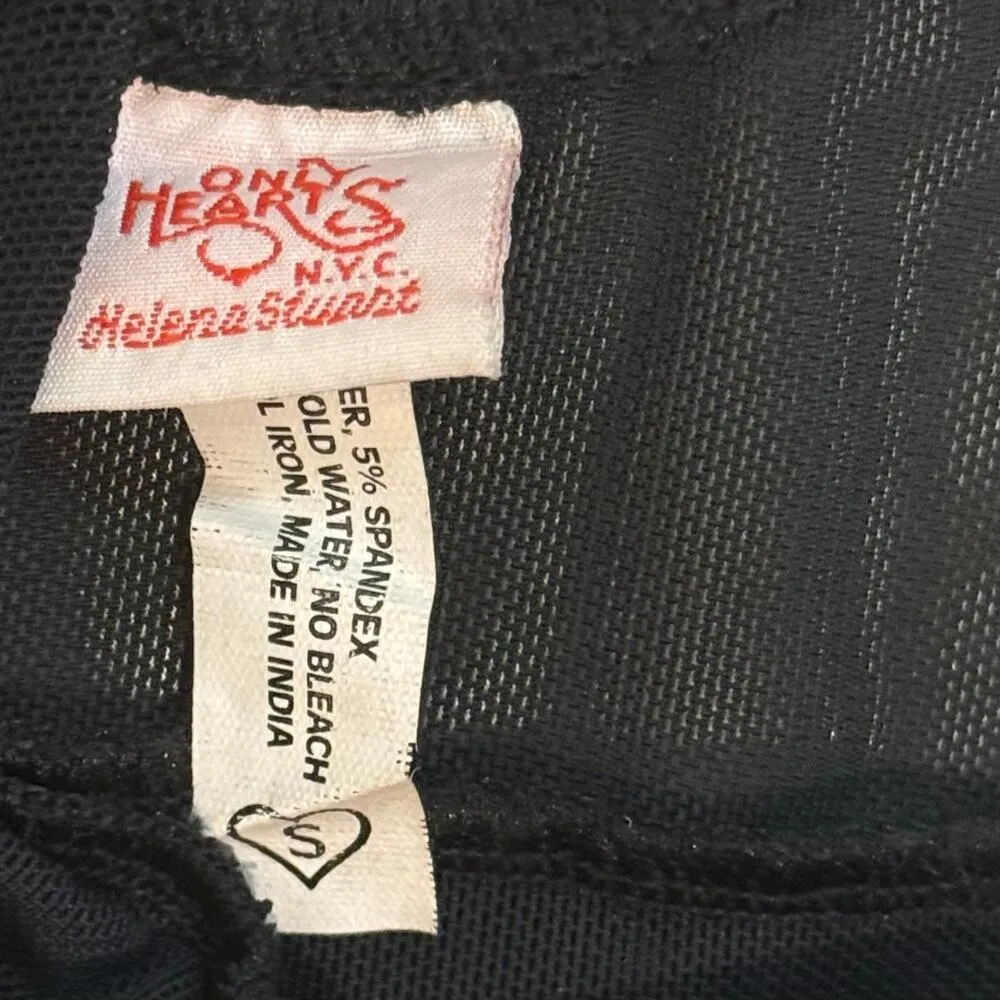 ONLY
HEARTS
N.Y.C.
Helena Stuart
ER, 5% SPANDEX
OLD WATER, NO BLEACH
L IRON, MADE IN INDIA
S